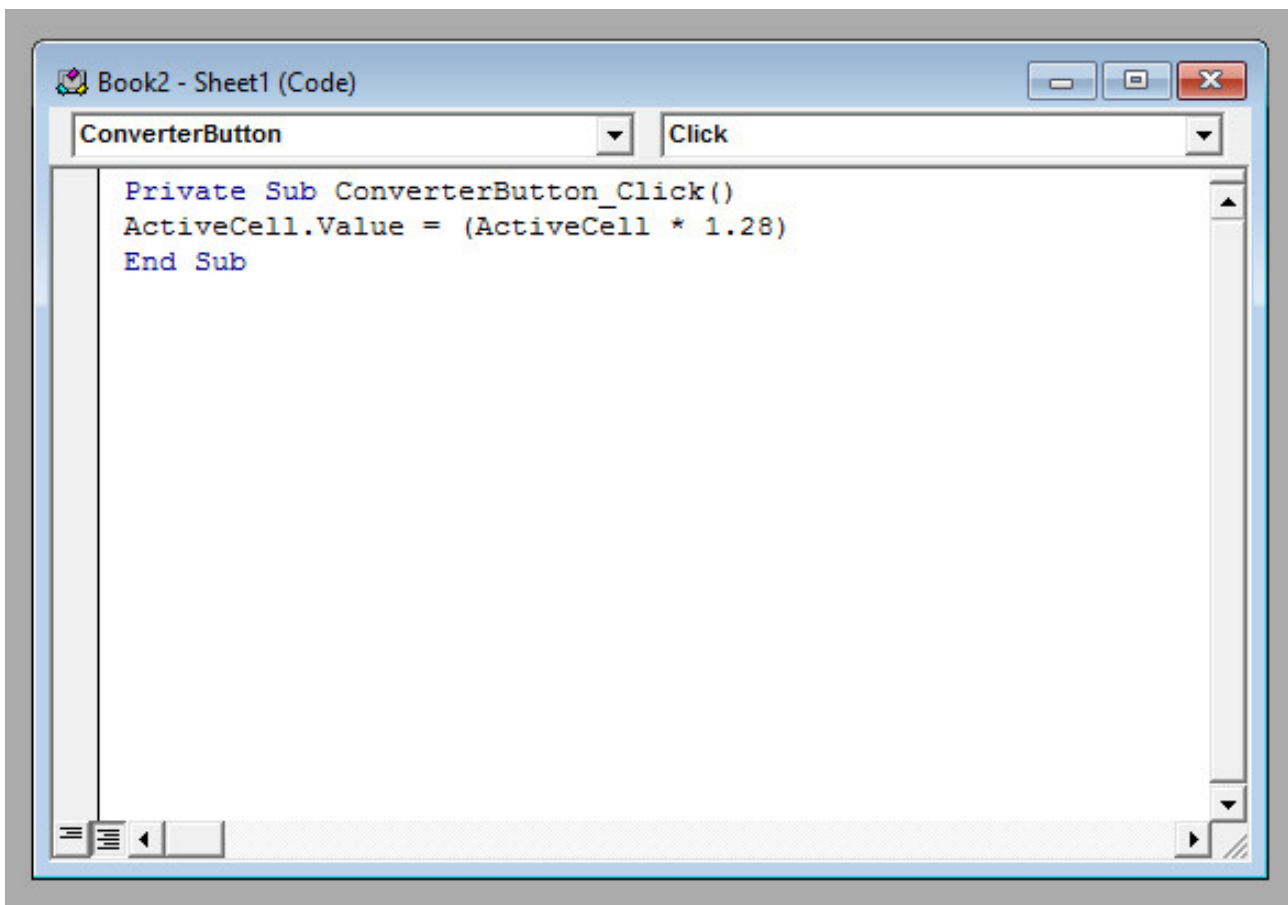 Book2 - Sheet1 (Code)
ConverterButton
Click
Private Sub ConverterButton_Click()
ActiveCell.Value = (ActiveCell * 1.28)
End Sub